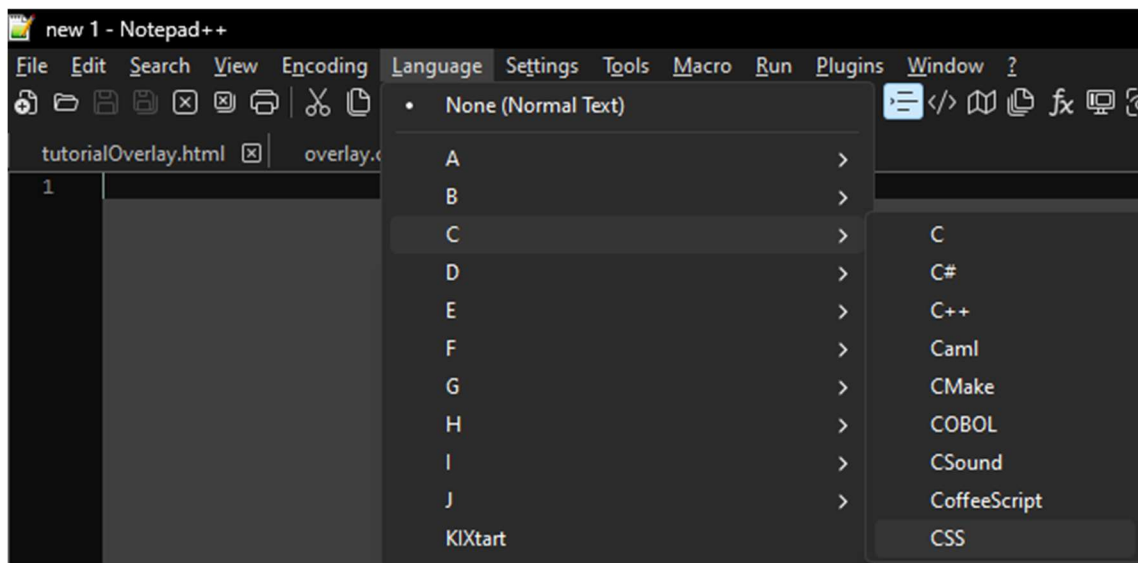 new 1 - Notepad++
File Edit Search View Encoding Language Settings Tools Macro Run Plugins Window ?
None (Normal Text)
tutorialOverlay.html
1
A
B
C
D
E
F
G
H
I
J
KIXtart
C
C#
C++
Caml
CMake
COBOL
CSound
CoffeeScript
CSS